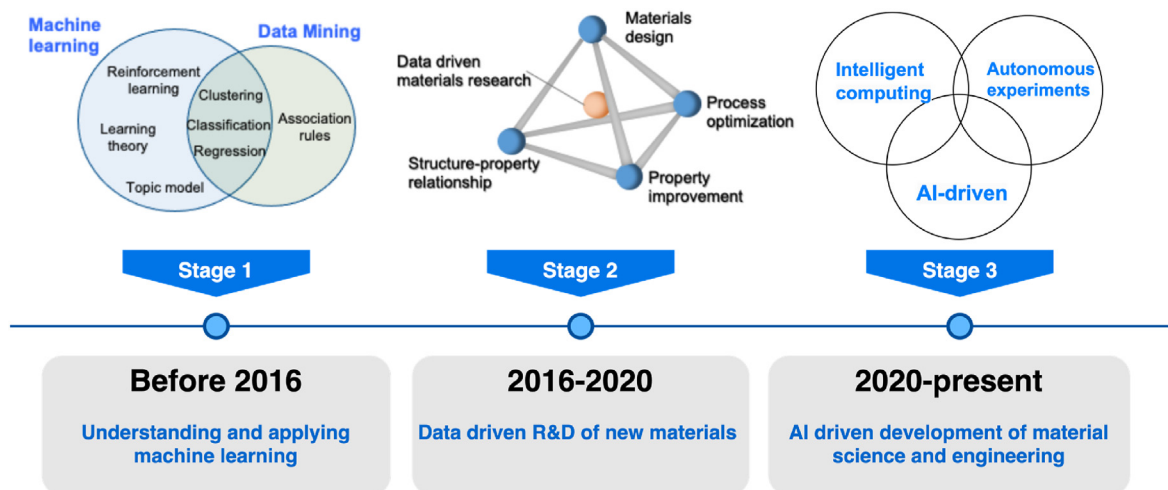 Machine
learning
Data Mining
Reinforcement
learning
Learning
theory
Topic model
Clustering
Classification
Regression
Association
rules
Materials
design
Data driven
materials research
Process
optimization
Structure-property
relationship
Property
improvement
Intelligent
computing
Autonomous
experiments
AI-driven
Stage 1
Stage 2
Stage 3
Before 2016
Understanding and applying
machine learning
2016-2020
Data driven R&D of new materials
2020-present
AI driven development of material
science and engineering